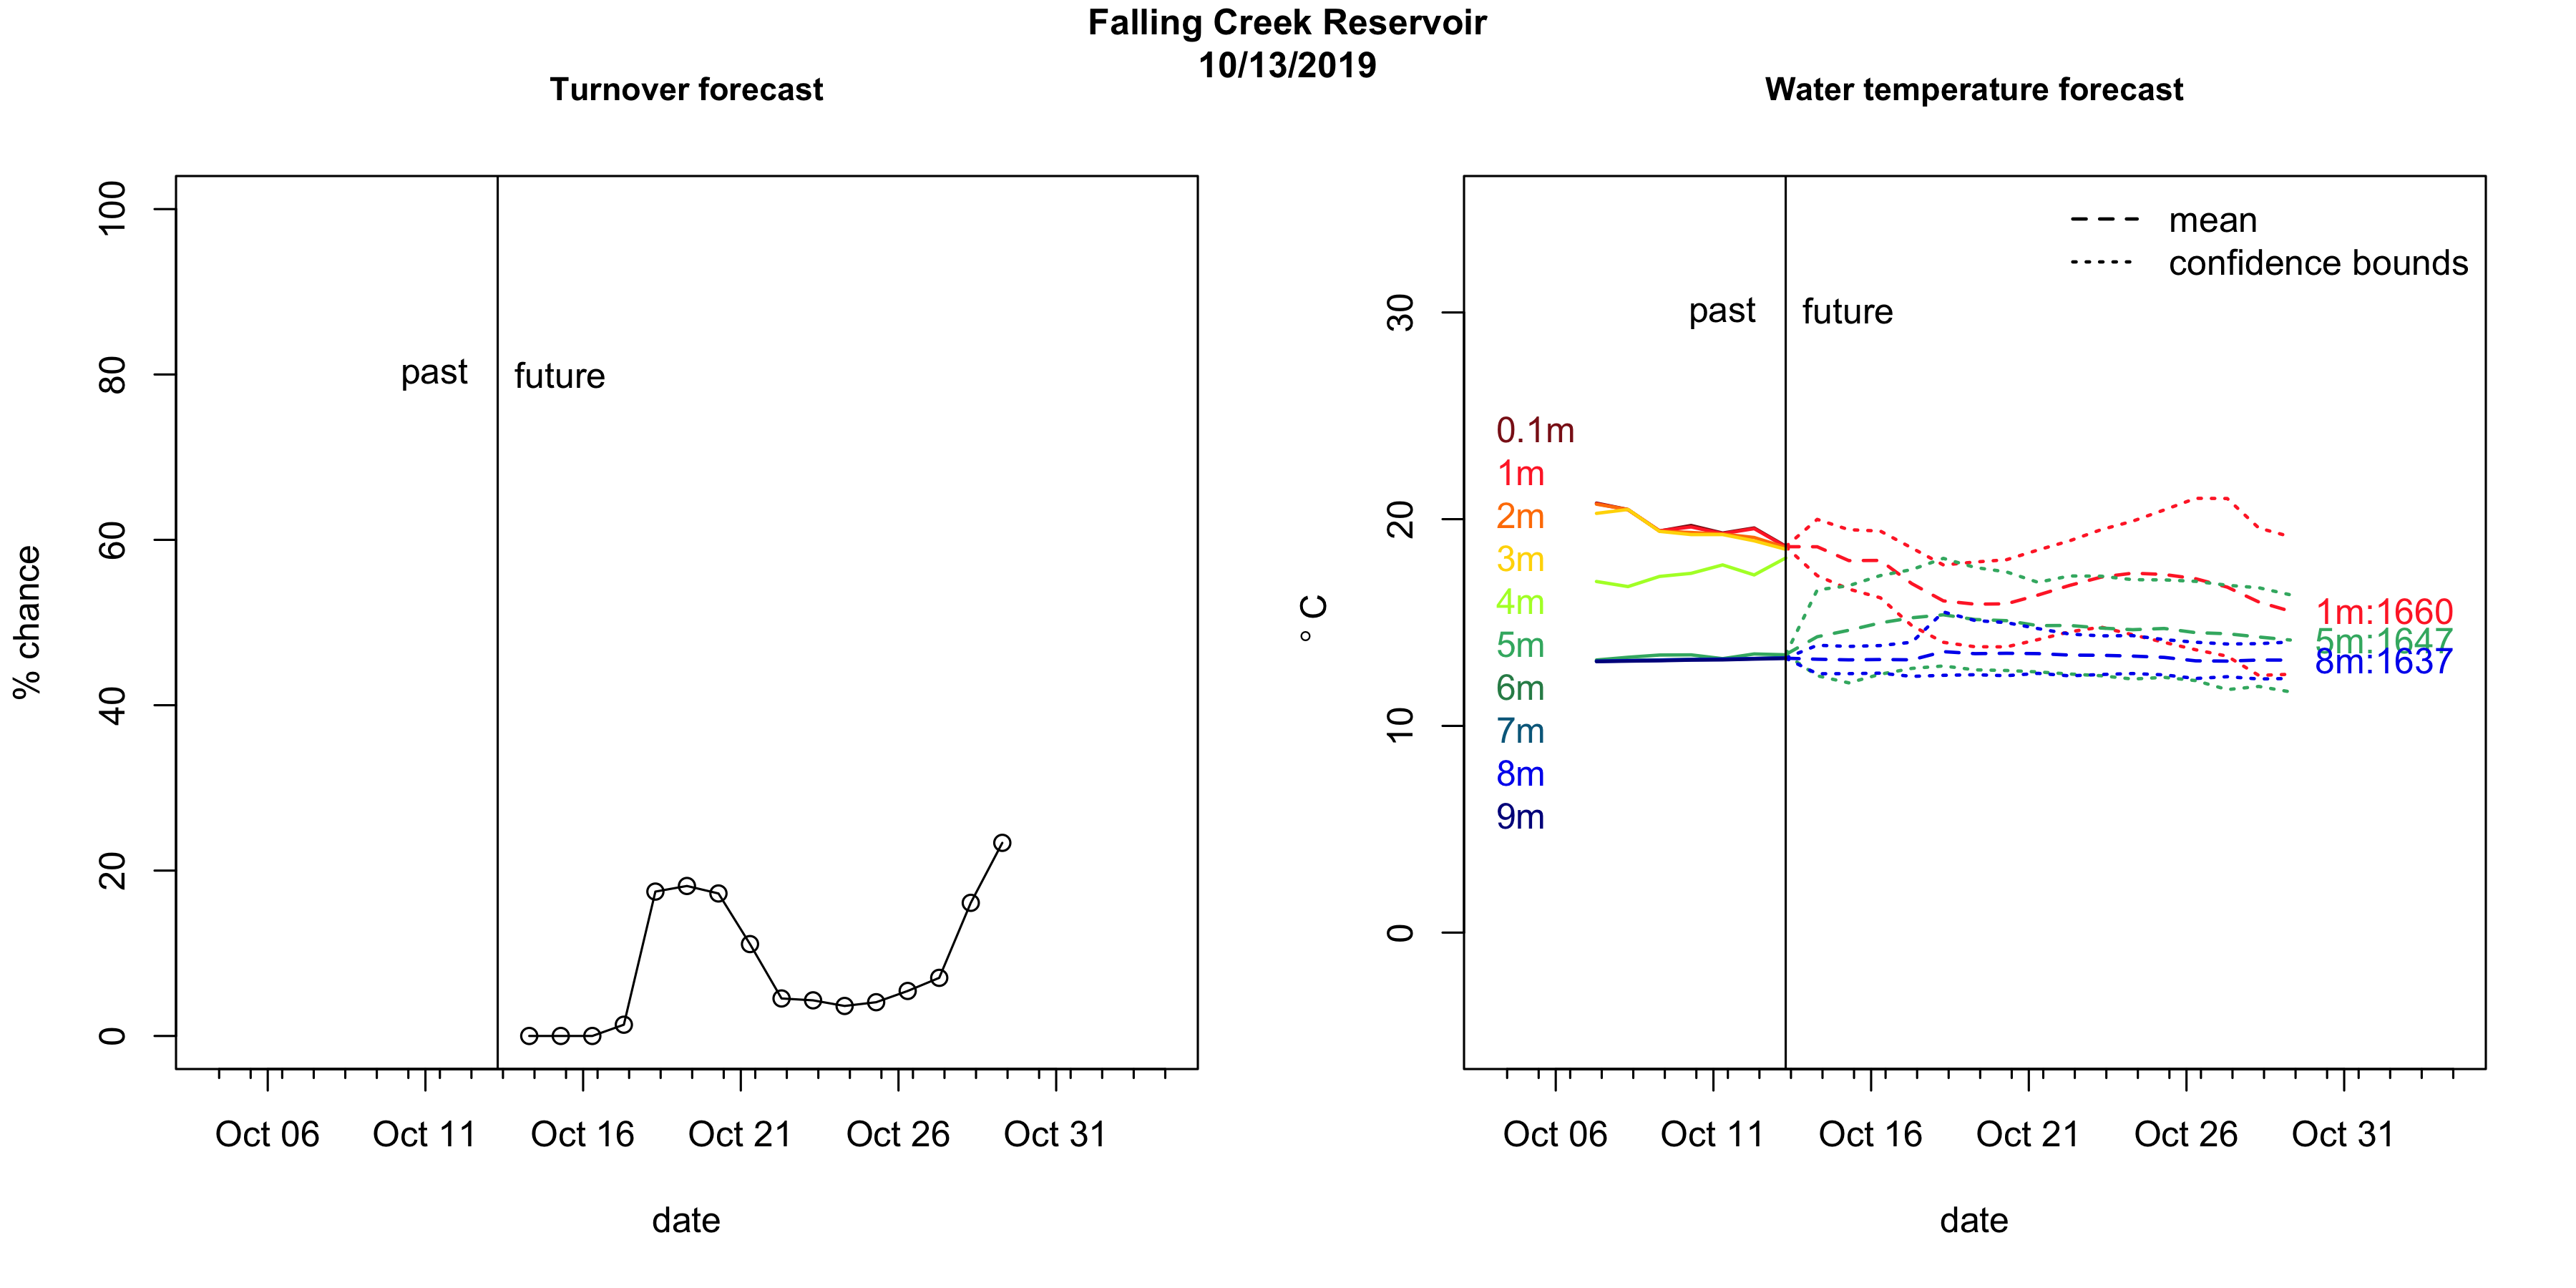 Falling Creek Reservoir
10/13/2019
Turnover forecast
% chance
100
80
60
40
20
0
past
future
Oct 06
Oct 11
Oct 16
Oct 21
Oct 26
Oct 31
date
Water temperature forecast
° C
30
20
10
0
mean
confidence bounds
past
future
0.1m
1m
2m
3m
4m
5m
6m
7m
8m
9m
1m:1660
5m:1647
8m:1637
Oct 06
Oct 11
Oct 16
Oct 21
Oct 26
Oct 31
date